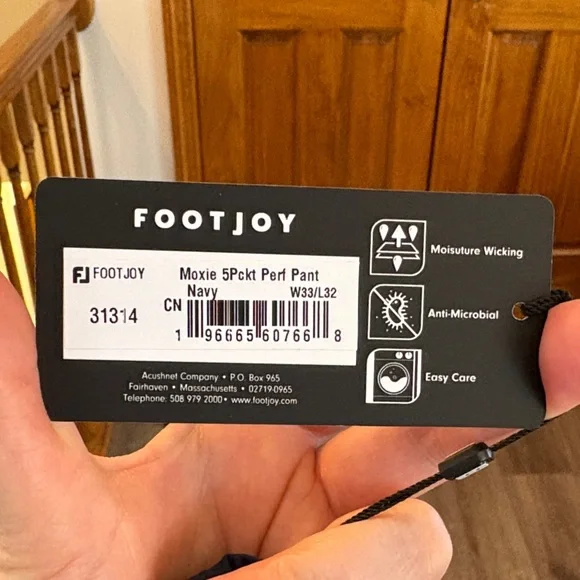 FOOTJOY
FJ FOOTJOY
Moxie 5Pckt Perf Pant
Navy W33/L32
31314
CN
1 96665 60766 8
Acushnet Company • P.O. Box 965
Fairhaven • Massachusetts • 02719-0965
Telephone: 508 979 2000 • www.footjoy.com
Moisuture Wicking
Anti-Microbial
Easy Care